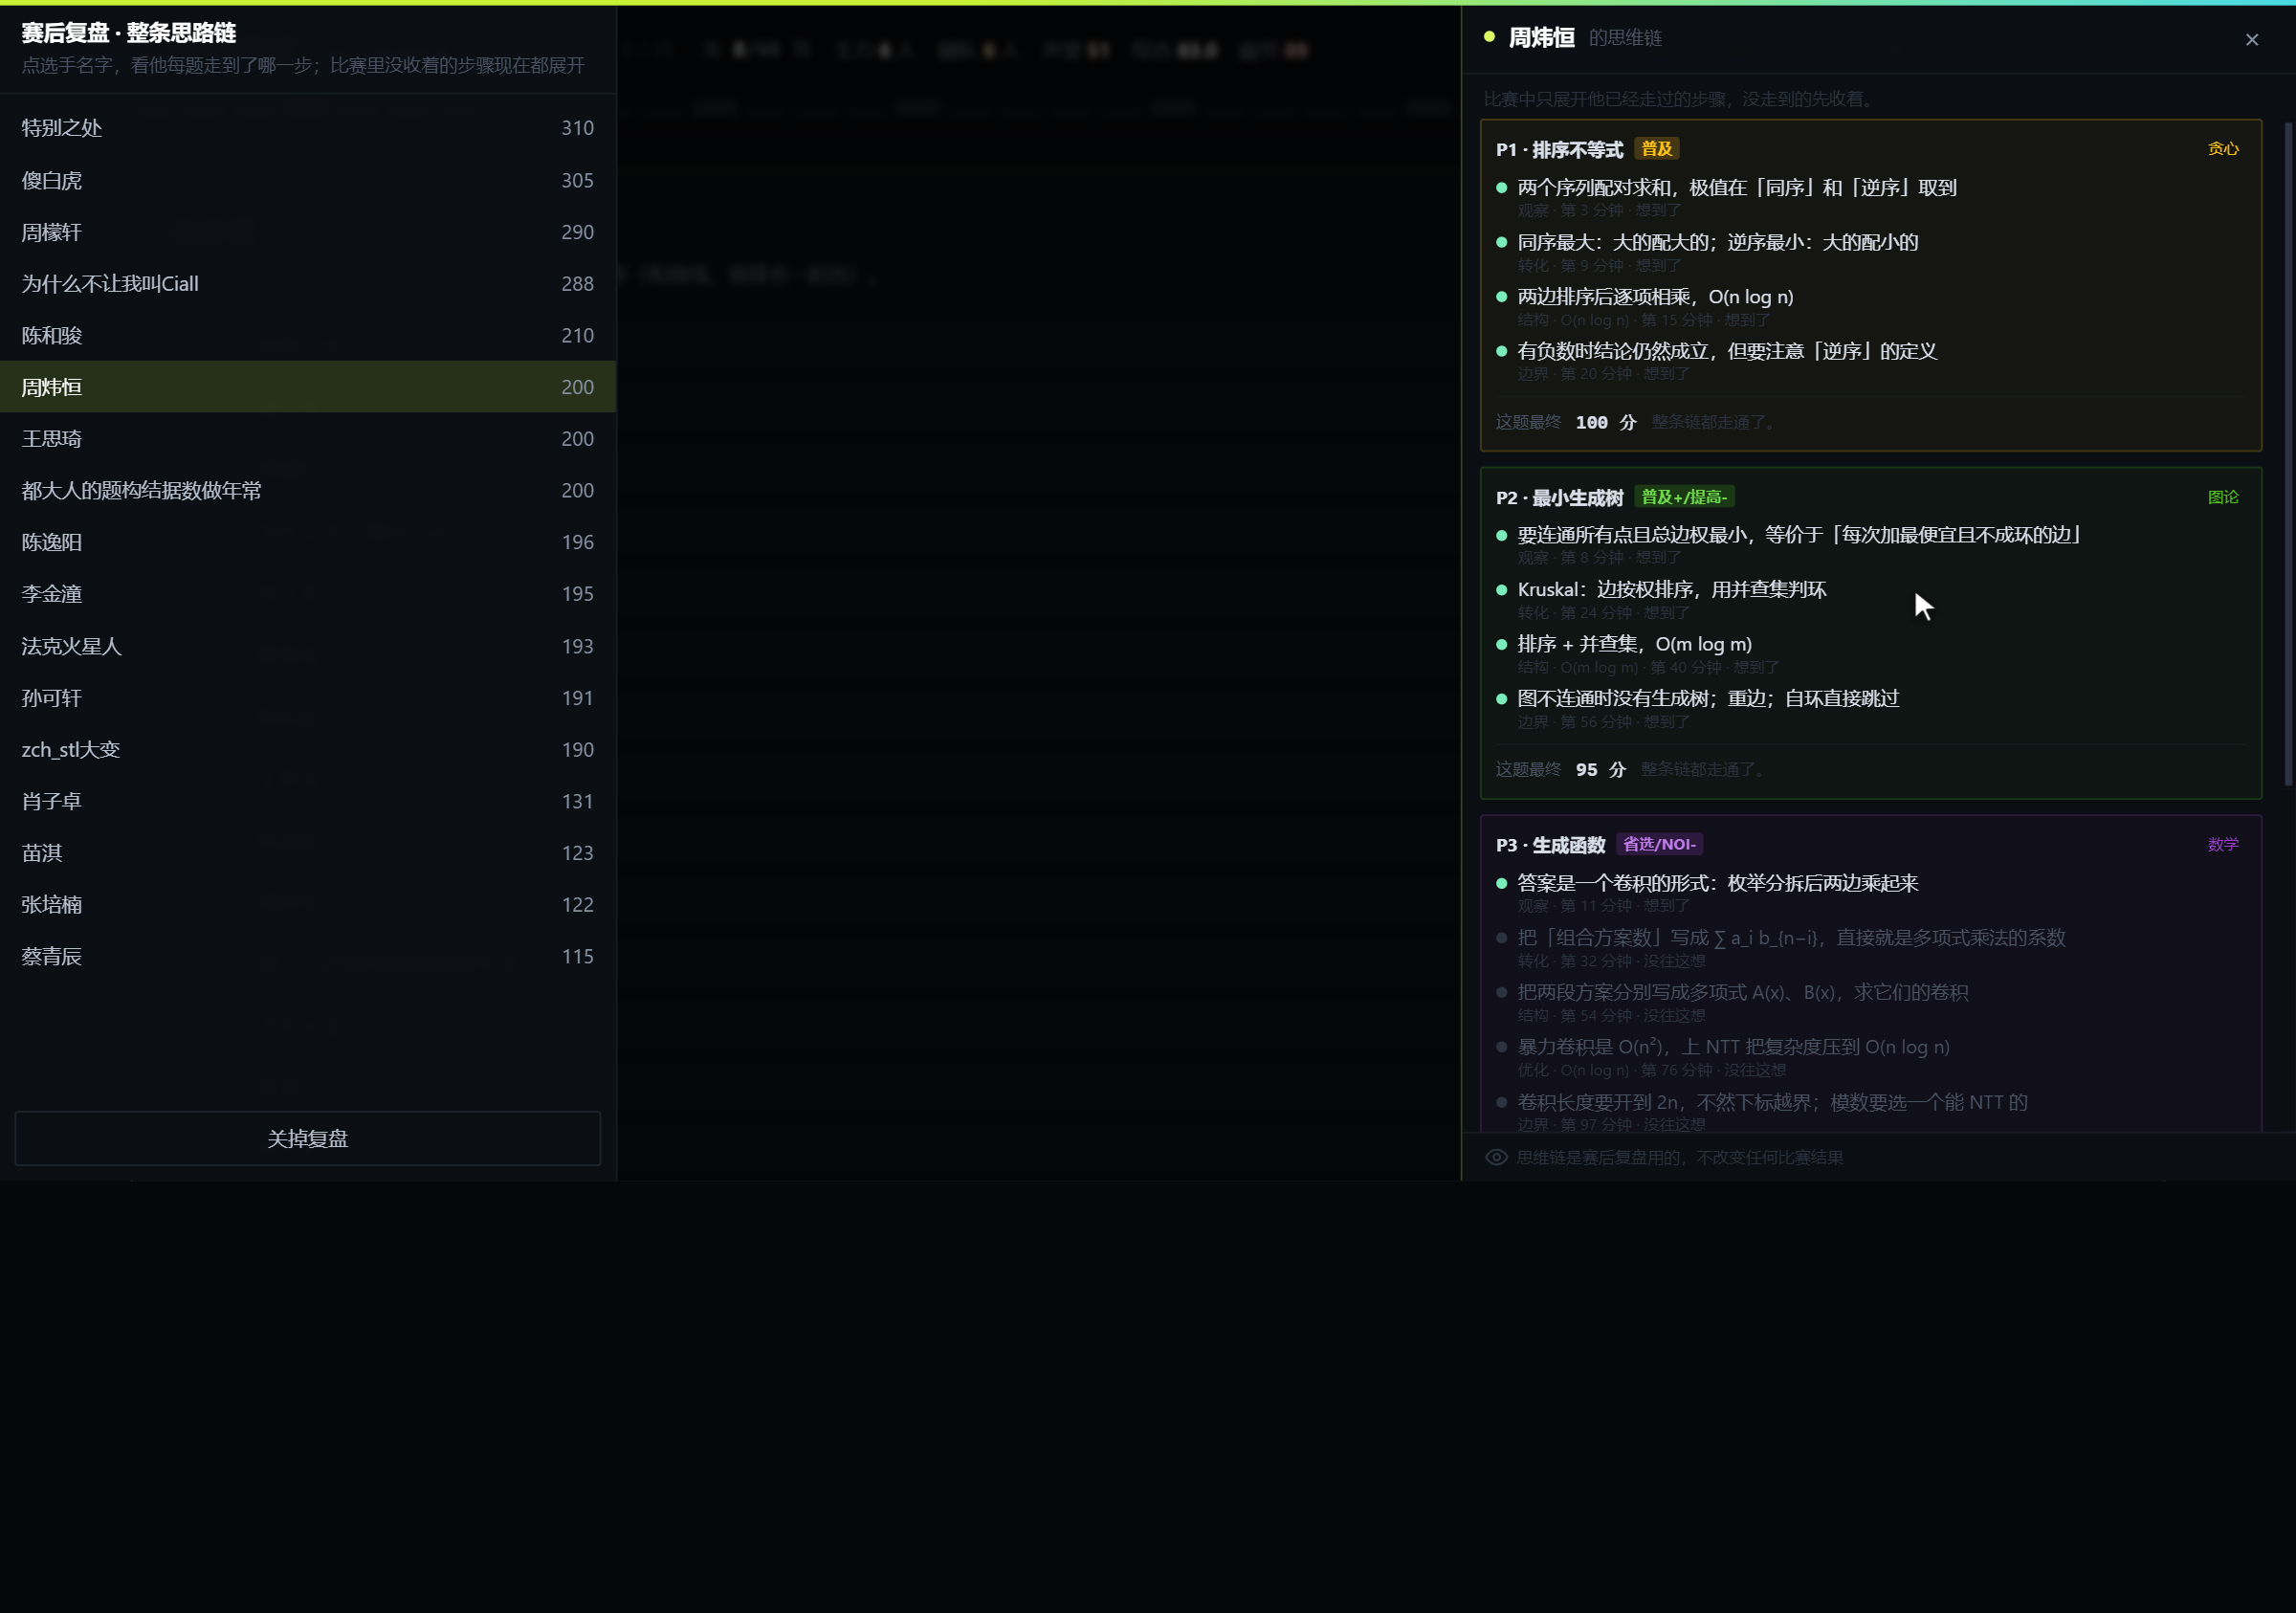 赛后复盘 · 整条思路链
点选手名字，看他每题走到了哪一步；比赛里没收着的步骤现在都展开
特别之处 310
傻白虎 305
周檬轩 290
为什么不让我叫Ciall 288
陈和骏 210
周炜恒 200
王思琦 200
都大人的题构结据数做年常 200
陈逸阳 196
李金潼 195
法克火星人 193
孙可轩 191
zch_stl大变 190
肖子卓 131
苗淇 123
张培楠 122
蔡青辰 115
关掉复盘
周炜恒 的思维链 ×
比赛中只展开他已经走过的步骤，没走到的先收着。
P1 · 排序不等式 普及 贪心
两个序列配对求和，极值在「同序」和「逆序」取到
观察 · 第 3 分钟 · 想到了
同序最大：大的配大的；逆序最小：大的配小的
转化 · 第 9 分钟 · 想到了
两边排序后逐项相乘，O(n log n)
结构 · O(n log n) · 第 15 分钟 · 想到了
有负数时结论仍然成立，但要注意「逆序」的定义
边界 · 第 20 分钟 · 想到了
这题最终 100 分 整条链都走通了。
P2 · 最小生成树 普及+/提高- 图论
要连通所有点且总边权最小，等价于「每次加最便宜且不成环的边」
观察 · 第 8 分钟 · 想到了
Kruskal：边按权排序，用并查集判环
转化 · 第 24 分钟 · 想到了
排序 + 并查集，O(m log m)
结构 · O(m log m) · 第 40 分钟 · 想到了
图不连通时没有生成树；重边；自环直接跳过
边界 · 第 56 分钟 · 想到了
这题最终 95 分 整条链都走通了。
P3 · 生成函数 省选/NOI- 数学
答案是一个卷积的形式：枚举分拆后两边乘起来
观察 · 第 11 分钟 · 想到了
把「组合方案数」写成 ∑ a_i b_{n−i}，直接就是多项式乘法的系数
转化 · 第 32 分钟 · 没往这想
把两段方案分别写成多项式 A(x)、B(x)，求它们的卷积
结构 · 第 54 分钟 · 没往这想
暴力卷积是 O(n²)，上 NTT 把复杂度压到 O(n log n)
优化 · O(n log n) · 第 76 分钟 · 没往这想
卷积长度要开到 2n，不然下标越界；模数要选一个能 NTT 的
边界 · 第 97 分钟 · 没往这想
思维链是赛后复盘用的，不改变任何比赛结果